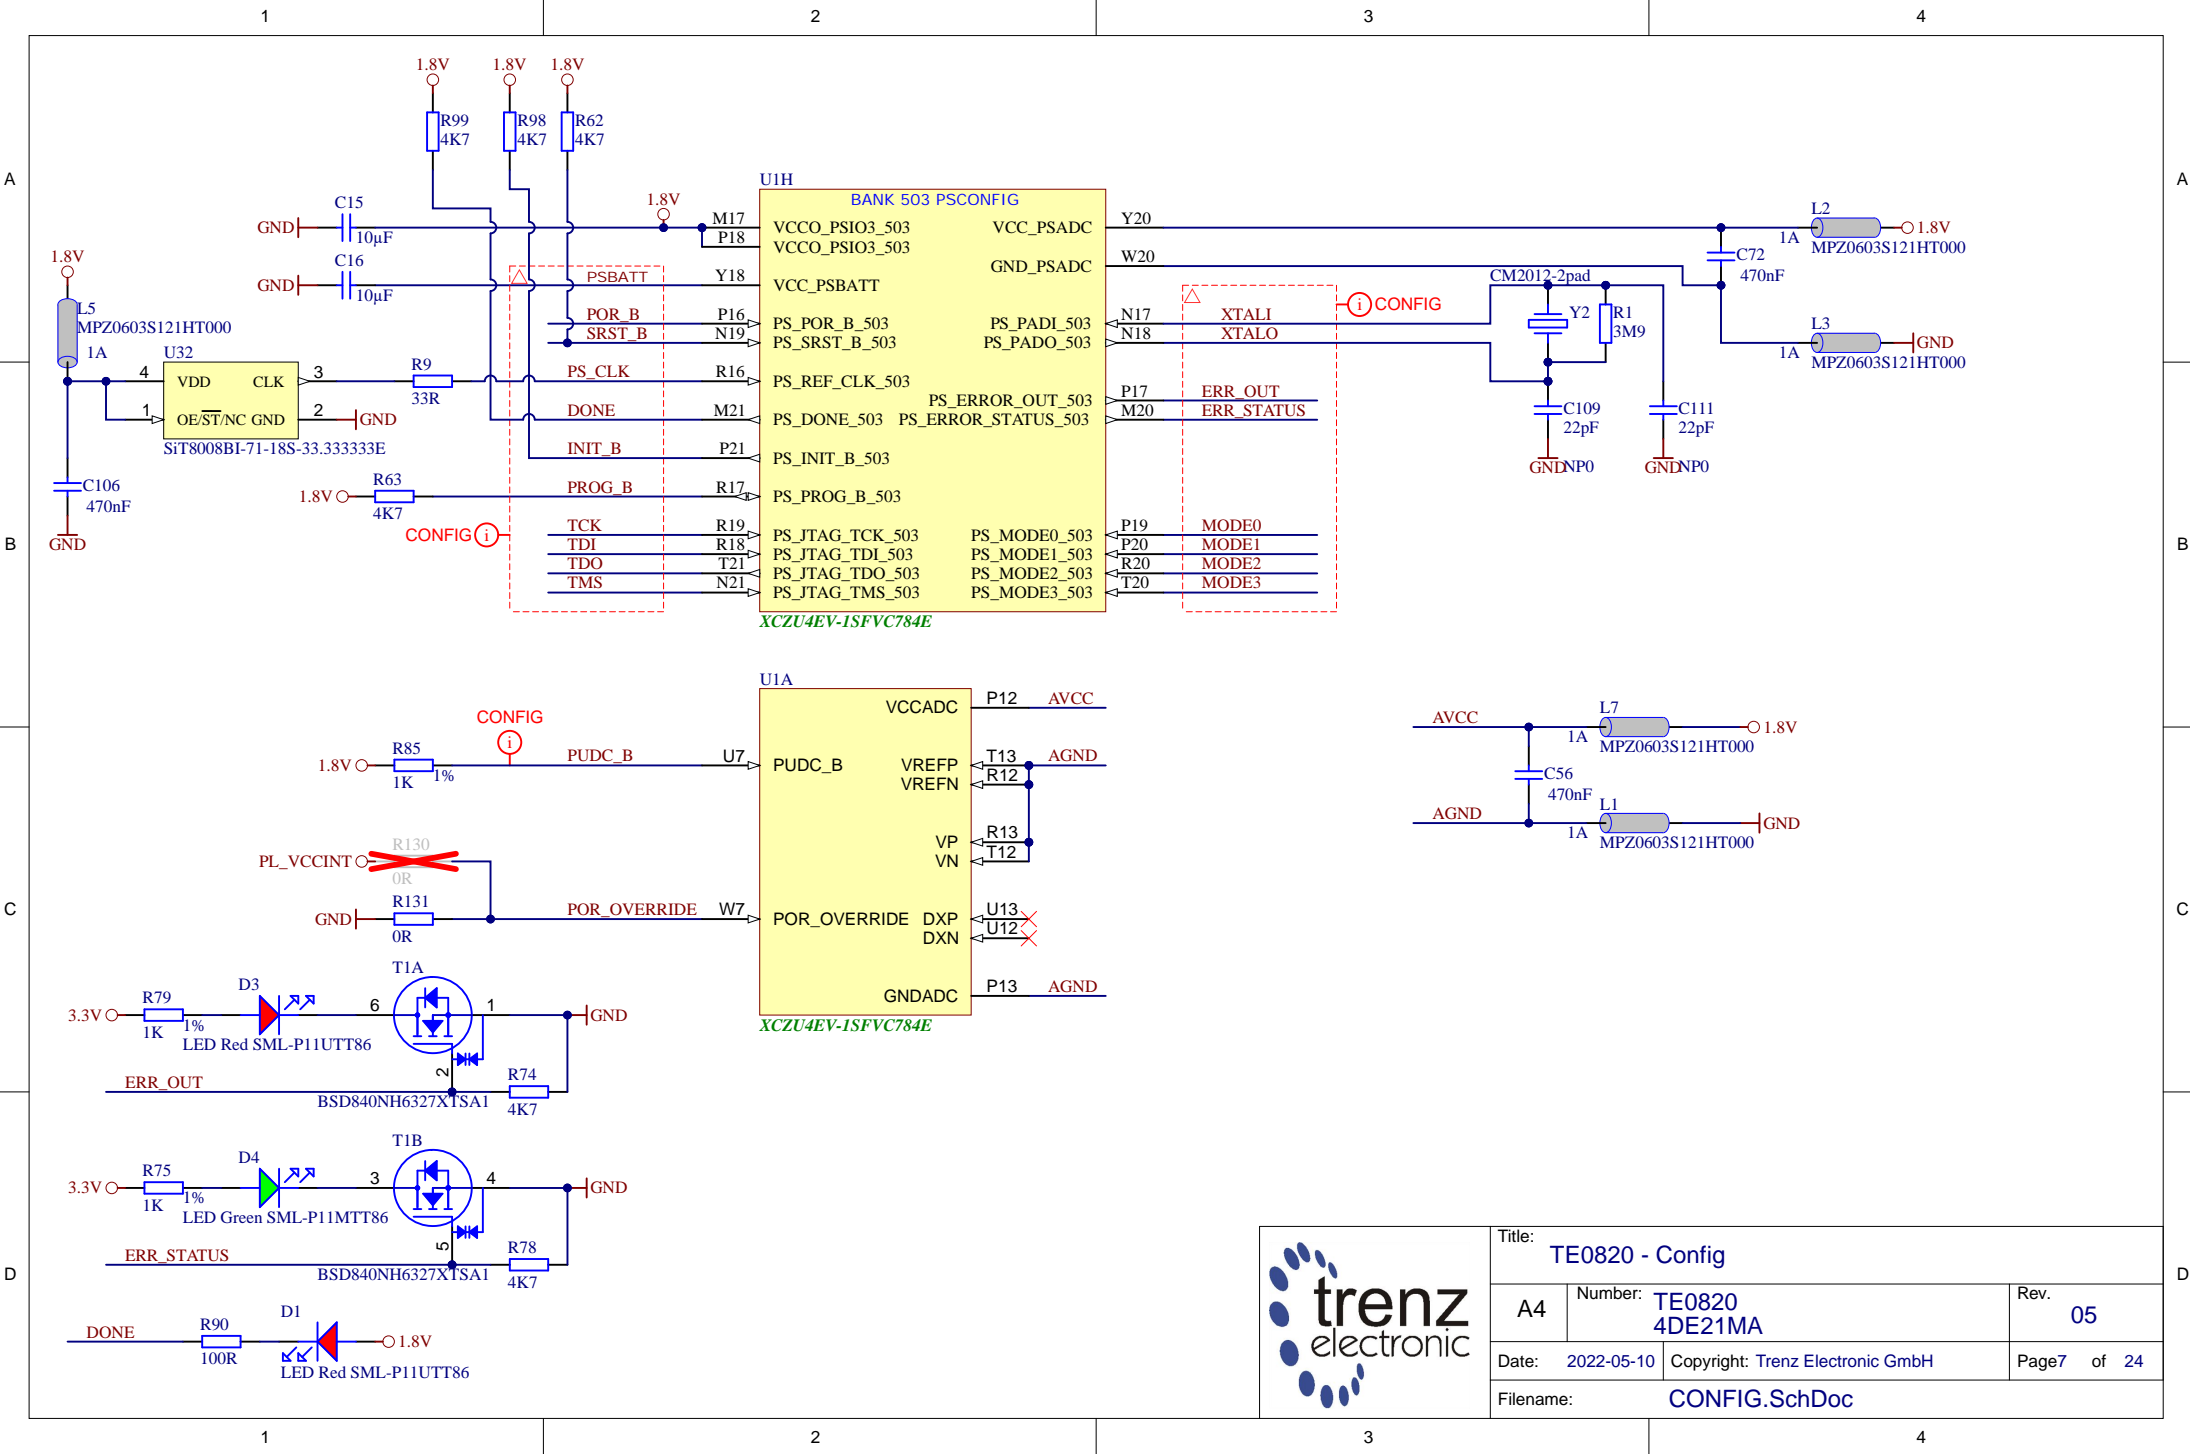 1 2 3 4
A A
B B
C C
D D
1.8V 1.8V 1.8V
R99 4K7
R98 4K7
R62 4K7
U1H
BANK 503 PSCONFIG
C15
GND
10µF
1.8V
M17 VCCO_PSIO3_503
P18 VCCO_PSIO3_503
C16
GND
10µF
PSBATT Y18 VCC_PSBATT
POR_B P16 PS_POR_B_503
SRST_B N19 PS_SRST_B_503
1.8V
L5
MPZ0603S121HT000
1A
U32
4 VDD CLK 3
1 OE/ST/NC GND 2 GND
SiT8008BI-71-18S-33.333333E
R9
33R
PS_CLK R16 PS_REF_CLK_503
DONE M21 PS_DONE_503
INIT_B P21 PS_INIT_B_503
C106
470nF
GND
1.8V R63
4K7
PROG_B R17 PS_PROG_B_503
CONFIG i
TCK R19 PS_JTAG_TCK_503
TDI R18 PS_JTAG_TDI_503
TDO T21 PS_JTAG_TDO_503
TMS N21 PS_JTAG_TMS_503
VCC_PSADC Y20
GND_PSADC W20
PS_PADI_503 N17 XTALI
PS_PADO_503 N18 XTALO
PS_ERROR_OUT_503 P17 ERR_OUT
PS_ERROR_STATUS_503 M20 ERR_STATUS
PS_MODE0_503 P19 MODE0
PS_MODE1_503 P20 MODE1
PS_MODE2_503 R20 MODE2
PS_MODE3_503 T20 MODE3
XCZU4EV-1SFVC784E
i CONFIG
CM2012-2pad
Y2
R1
3M9
C109
22pF
GND NP0
C111
22pF
GND NP0
C72
470nF
L2
1A
1.8V
MPZ0603S121HT000
L3
1A
GND
MPZ0603S121HT000
U1A
CONFIG
i
1.8V R85
1K 1%
PUDC_B U7 PUDC_B
PL_VCCINT R130
0R
GND R131
0R
POR_OVERRIDE W7 POR_OVERRIDE
VCCADC P12 AVCC
VREFP T13 AGND
VREFN R12
VP R13
VN T12
DXP U13
DXN U12
GNDADC P13 AGND
XCZU4EV-1SFVC784E
AVCC L7
1A
1.8V
MPZ0603S121HT000
C56
470nF
AGND L1
1A
GND
MPZ0603S121HT000
T1A
3.3V R79
1K 1%
D3
LED Red SML-P11UTT86
6 1 GND
2
ERR_OUT
BSD840NH6327XTSA1
R74
4K7
T1B
3.3V R75
1K 1%
D4
LED Green SML-P11MTT86
3 4 GND
5
ERR_STATUS
BSD840NH6327XTSA1
R78
4K7
DONE R90
100R
D1
1.8V
LED Red SML-P11UTT86
trenz
electronic
Title:
TE0820 - Config
A4
Number: TE0820
4DE21MA
Rev.
05
Date: 2022-05-10
Copyright: Trenz Electronic GmbH
Page7 of 24
Filename: CONFIG.SchDoc
1 2 3 4